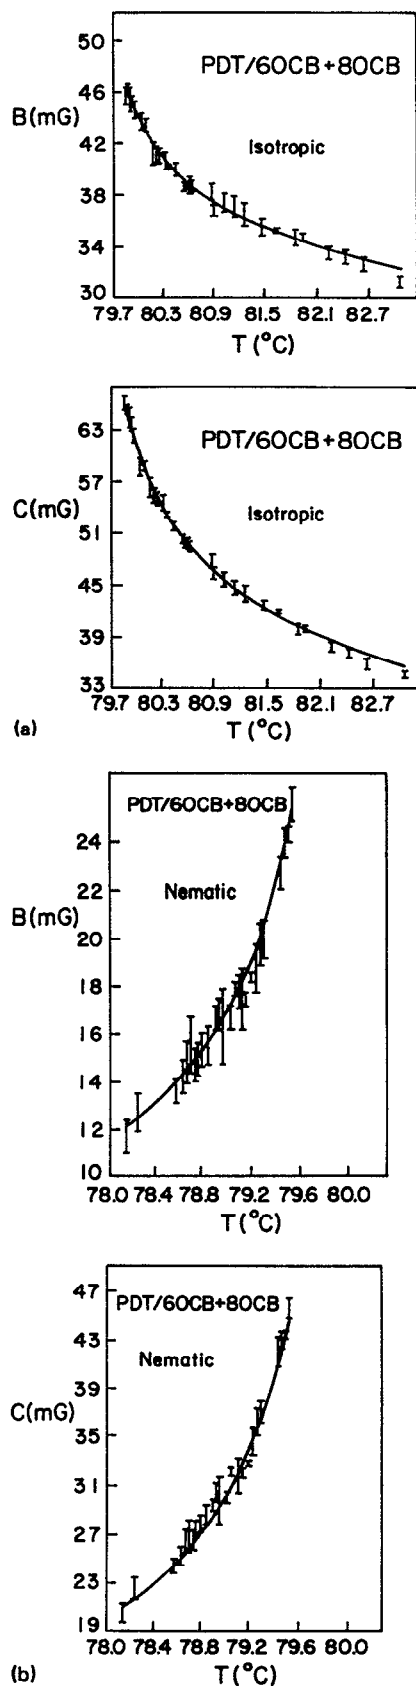 (a)
50
46
B(mG)
42
38
34
30
PDT/6OCB+8OCB
Isotropic
79.7 80.3 80.9 81.5 82.1 82.7
T (°C)
63
57
C(mG)
51
45
39
33
PDT/6OCB+8OCB
Isotropic
79.7 80.3 80.9 81.5 82.1 82.7
T (°C)
(a)
PDT/6OCB+8OCB
24
Nematic
22
B(mG)
20
18
16
14
12
10
78.0 78.4 78.8 79.2 79.6 80.0
T (°C)
47
PDT/6OCB+8OCB
43
Nematic
39
C(mG)
35
31
27
23
19
78.0 78.4 78.8 79.2 79.6 80.0
T (°C)
(b)